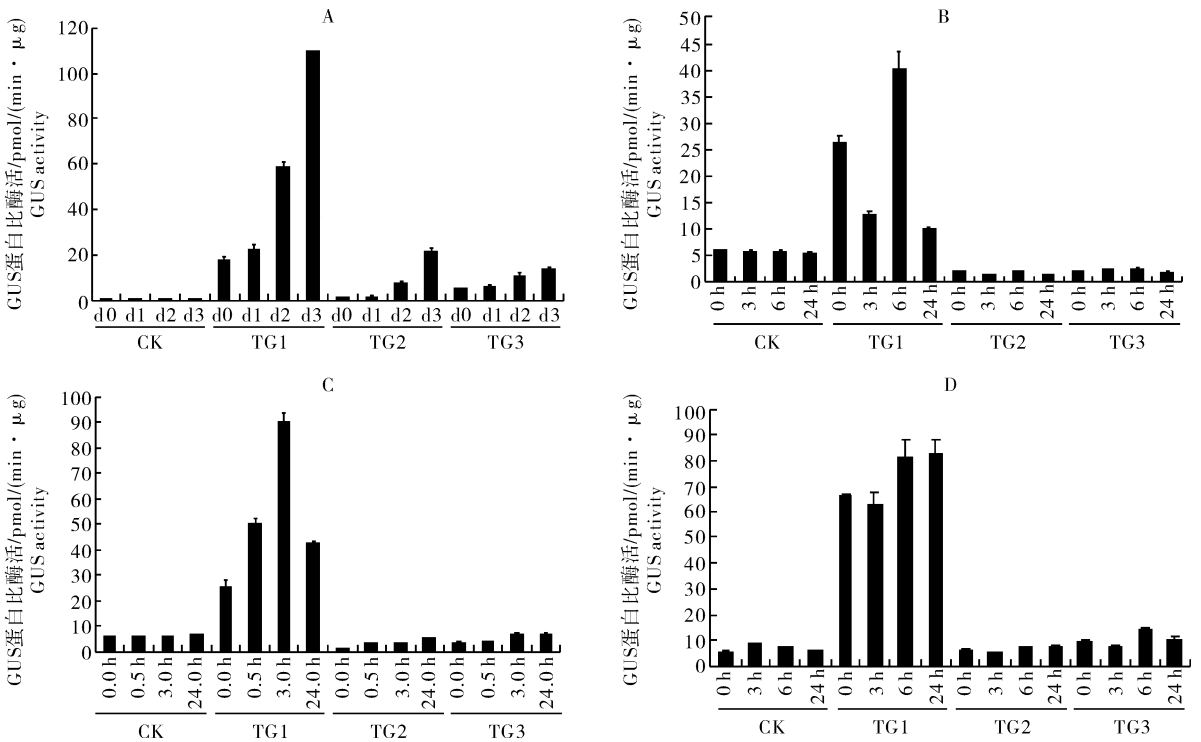 A
GUS蛋白比酶活/pmol/(min·μg)
GUS activity
120
100
80
60
40
20
0
d0 d1 d2 d3 d0 d1 d2 d3 d0 d1 d2 d3 d0 d1 d2 d3
CK TG1 TG2 TG3
B
GUS蛋白比酶活/pmol/(min·μg)
GUS activity
50
45
40
35
30
25
20
15
10
5
0
0 h 3 h 6 h 24 h 0 h 3 h 6 h 24 h 0 h 3 h 6 h 24 h 0 h 3 h 6 h 24 h
CK TG1 TG2 TG3
C
GUS蛋白比酶活/pmol/(min·μg)
GUS activity
100
90
80
70
60
50
40
30
20
10
0
0.0 h 0.5 h 3.0 h 24.0 h 0.0 h 0.5 h 3.0 h 24.0 h 0.0 h 0.5 h 3.0 h 24.0 h 0.0 h 0.5 h 3.0 h 24.0 h
CK TG1 TG2 TG3
D
GUS蛋白比酶活/pmol/(min·μg)
GUS activity
100
90
80
70
60
50
40
30
20
10
0
0 h 3 h 6 h 24 h 0 h 3 h 6 h 24 h 0 h 3 h 6 h 24 h 0 h 3 h 6 h 24 h
CK TG1 TG2 TG3